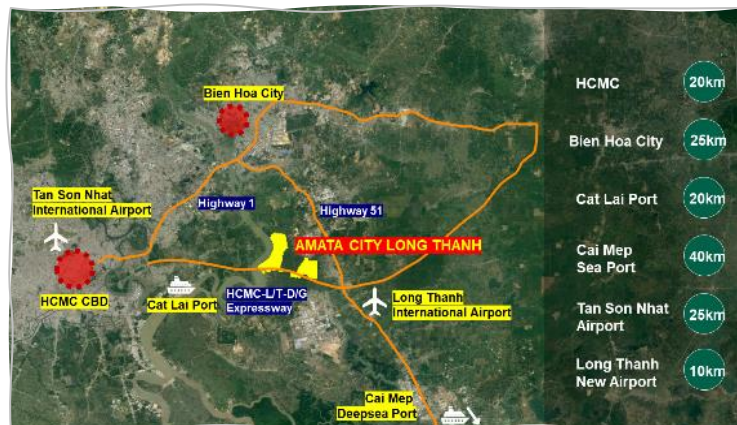 Bien Hoa City
Tan Son Nhat
International Airport
Highway 1
Highway 51
AMATA CITY LONG THANH
HCMC CBD
Cat Lai Port
HCMC-L/T-D/G
Expressway
Long Thanh
International Airport
Cai Mep
Deepsea Port
HCMC 20km
Bien Hoa City 25km
Cat Lai Port 20km
Cai Mep
Sea Port 40km
Tan Son Nhat
Airport 25km
Long Thanh
New Airport 10km